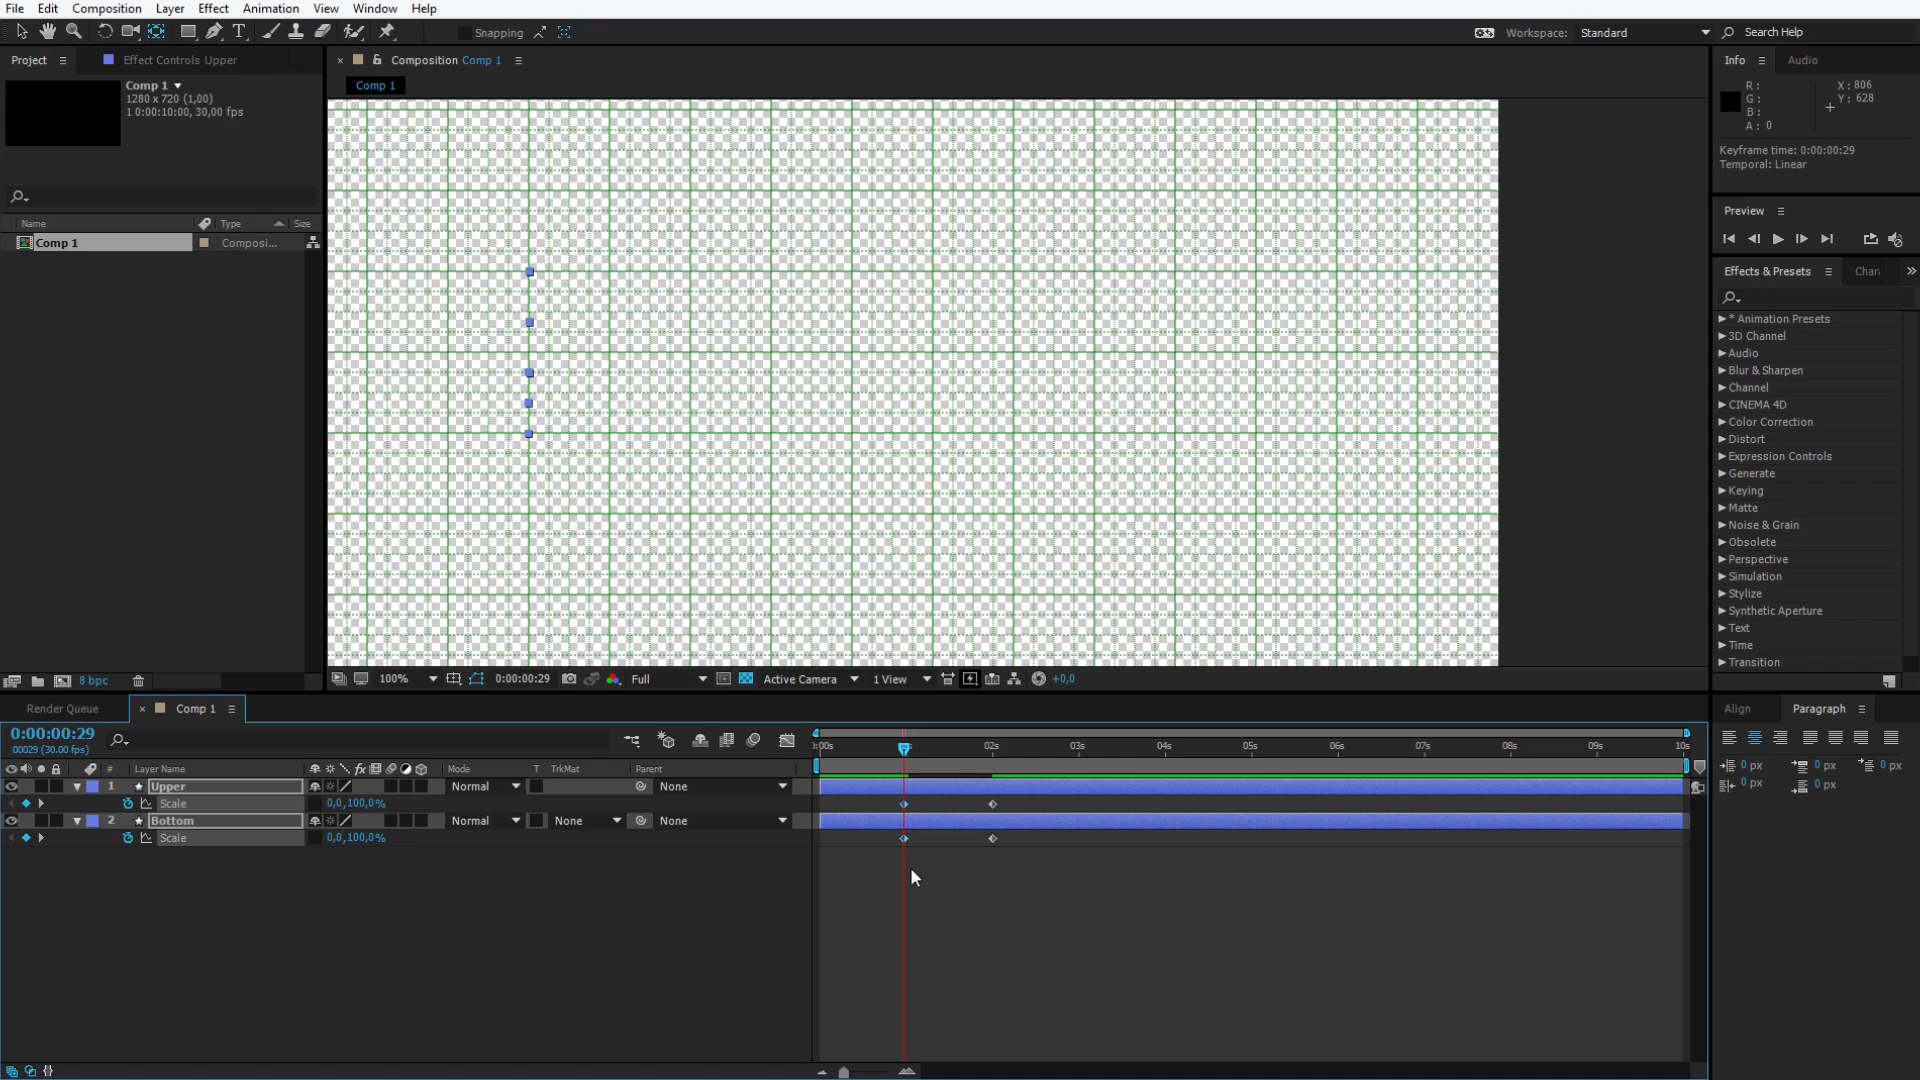 File Edit Composition Layer Effect Animation View Window Help
Snapping
Workspace: Standard
Search Help
Project
Effect Controls Upper
Composition Comp 1
Info
Audio
Comp 1
1280 x 720 (1,00)
1 0:00:10:00, 30,00 fps
Comp 1
R :
G :
B :
A : 0
X : 806
Y : 628
Keyframe time: 0:00:00:29
Temporal: Linear
Preview
Name Type Size
Comp 1 Composi...
Effects & Presets
Chara
* Animation Presets
3D Channel
Audio
Blur & Sharpen
Channel
CINEMA 4D
Color Correction
Distort
Expression Controls
Generate
Keying
Matte
Noise & Grain
Obsolete
Perspective
Simulation
Stylize
Synthetic Aperture
Text
Time
Transition
8 bpc
100% 0:00:00:29 Full Active Camera 1 View +0,0
Render Queue
Comp 1
Align
Paragraph
0:00:00:29
00029 (30.00 fps)
:00s 02s 03s 04s 05s 06s 07s 08s 09s 10s
0 px 0 px 0 px
0 px 0 px
# Layer Name Mode T TrkMat Parent
1 Upper Normal None
Scale 0,0,100,0%
2 Bottom Normal None None
Scale 0,0,100,0%